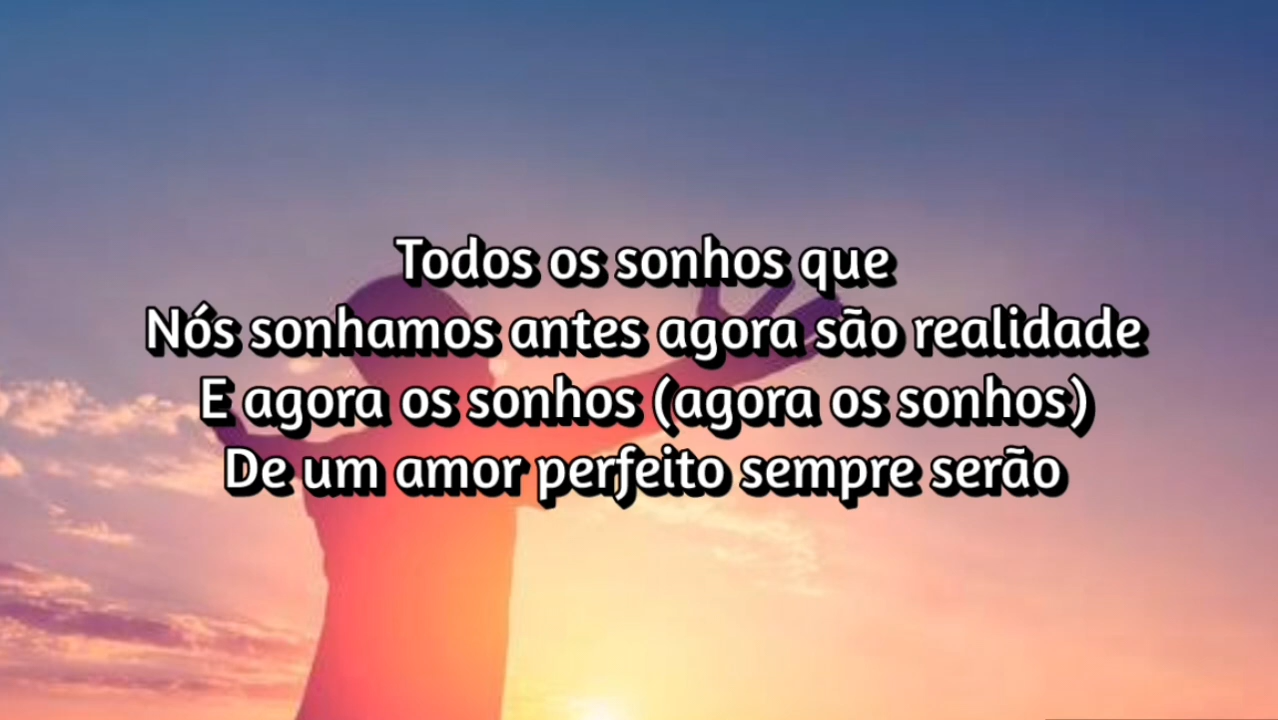 Todos os sonhos que
Nós sonhamos antes agora são realidade
E agora os sonhos (agora os sonhos)
De um amor perfeito sempre serão